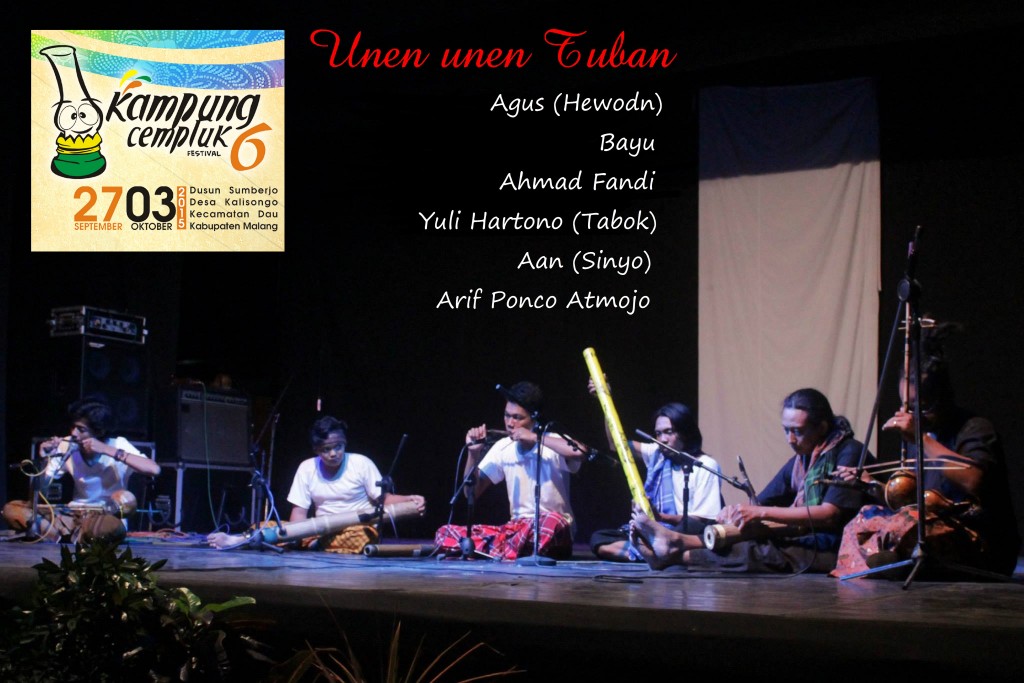 Unen unen Tuban
Agus (Hewodn)
Bayu
Ahmad Fandi
Yuli Hartono (Tabok)
Aan (Sinyo)
Arif Ponco Atmojo
Kampung
cempluk 6
FESTIVAL
27 03 2015
SEPTEMBER OKTOBER
Dusun Sumberjo
Desa Kalisongo
Kecamatan Dau
Kabupaten Malang